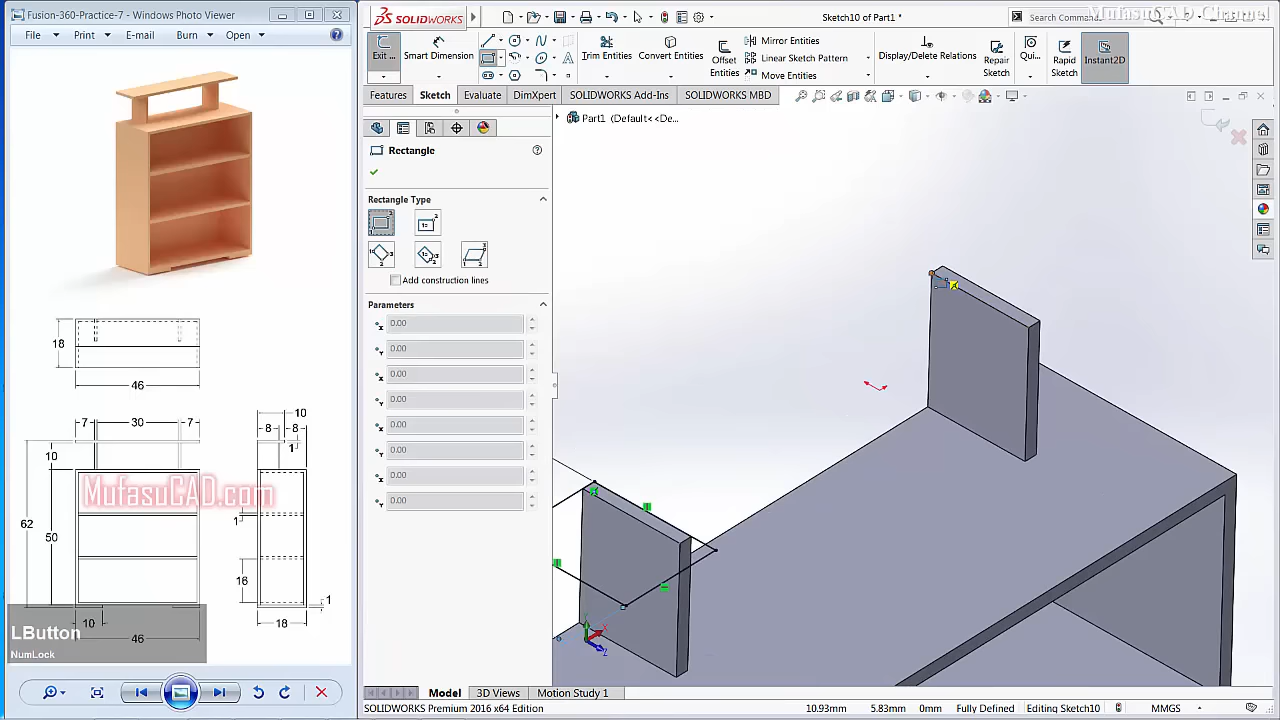 Fusion-360-Practice-7 - Windows Photo Viewer
File Print E-mail Burn Open
18
46
7 30 7
10
62
50
10
46
10
8 8
1
1
16
1
18
MufasuCAD.com
LButton
NumLock
SOLIDWORKS
Sketch10 of Part1 *
Search Command...
MufasuCAD Channel
Exit ...
Smart Dimension
Trim Entities
Convert Entities
Offset
Entities
Mirror Entities
Linear Sketch Pattern
Move Entities
Display/Delete Relations
Repair
Sketch
Qui...
Rapid
Sketch
Instant2D
Features Sketch Evaluate DimXpert SOLIDWORKS Add-Ins SOLIDWORKS MBD
Part1 (Default<<De...
Rectangle
Rectangle Type
Add construction lines
Parameters
0.00
0.00
0.00
0.00
0.00
0.00
0.00
0.00
X
Z
Model 3D Views Motion Study 1
SOLIDWORKS Premium 2016 x64 Edition
10.93mm 5.83mm 0mm Fully Defined Editing Sketch10 MMGS